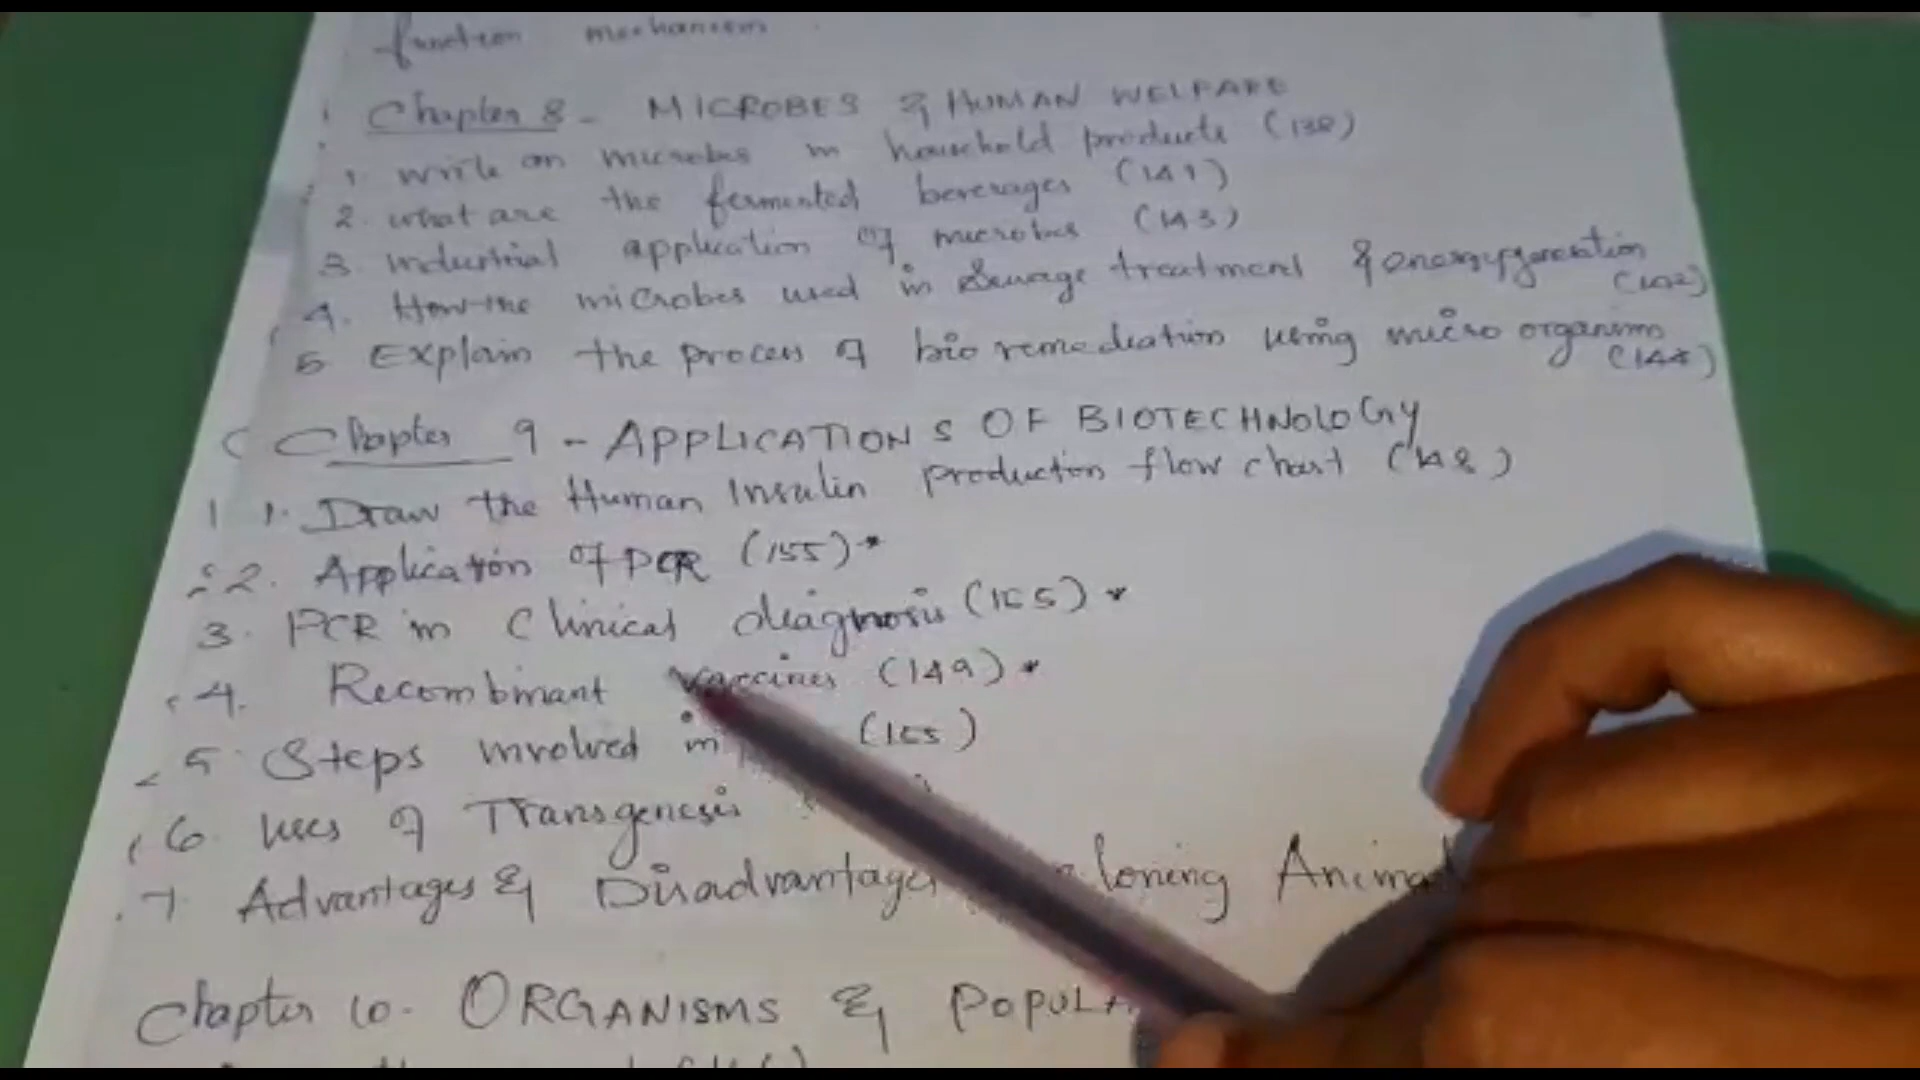 function mechanism
Chapter 8 - MICROBES & HUMAN WELFARE
1. Write on microbes in household products (138)
2. what are the fermented beverages (141)
3. Industrial application of microbes (143)
4. How the microbes used in Sewage treatment & energy generation
5 Explain the process of bio remediation using micro organism
Chapter 9 - APPLICATIONS OF BIOTECHNOLOGY
1. Draw the Human Insulin production flow chart (148)
2. Application of PCR (155)*
3. PCR in Clinical diagnosis (155) *
4. Recombinant Vaccines (149) *
5 Steps involved in (155)
6 Uses of Transgenesis
7 Advantages & Disadvantages cloning Animal
Chapter 10. ORGANISMS & POPULA